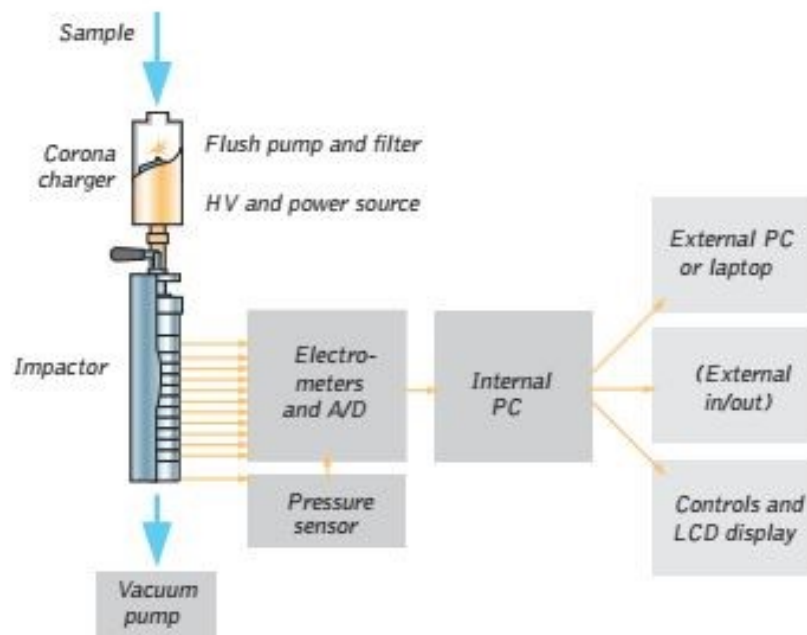 Sample
Corona
charger
Flush pump and filter
HV and power source
Impactor
Electro-
meters
and A/D
Pressure
sensor
Internal
PC
External PC
or laptop
(External
in/out)
Controls and
LCD display
Vacuum
pump